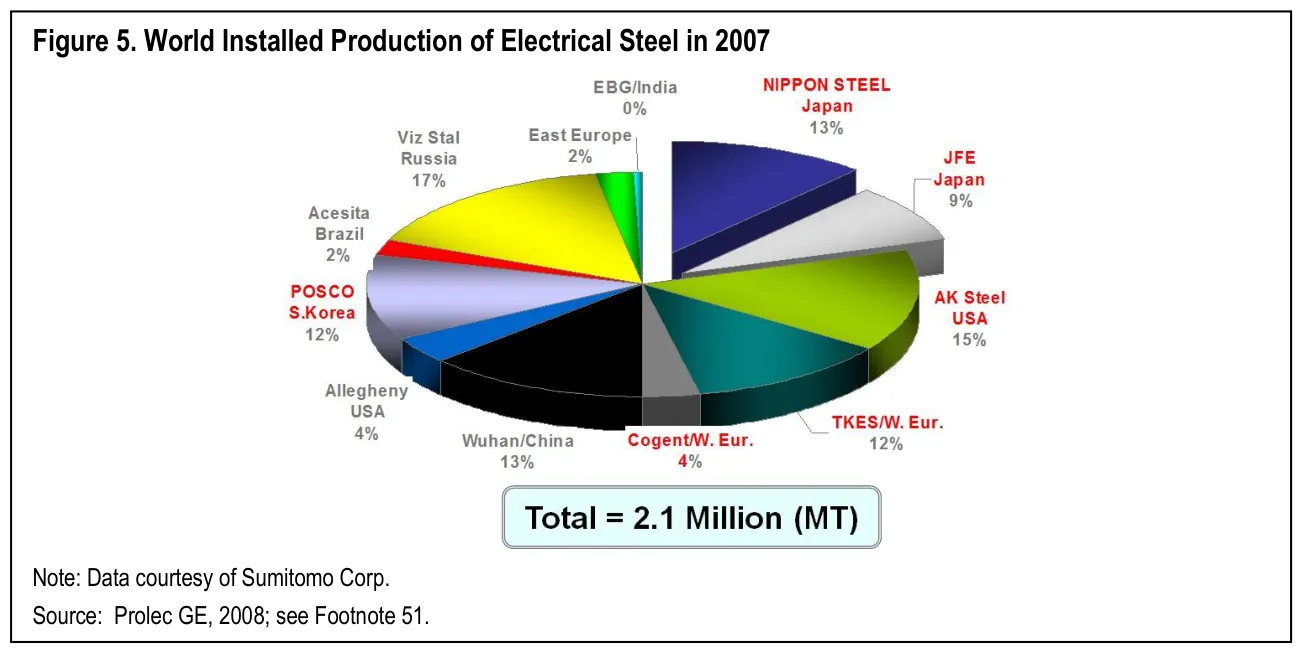 Figure 5. World Installed Production of Electrical Steel in 2007
EBG/India
0%
NIPPON STEEL
Japan
13%
East Europe
2%
Viz Stal
Russia
17%
JFE
Japan
9%
Acesita
Brazil
2%
POSCO
S.Korea
12%
AK Steel
USA
15%
Allegheny
USA
4%
Wuhan/China
13%
Cogent/W. Eur.
4%
TKES/W. Eur.
12%
Total = 2.1 Million (MT)
Note: Data courtesy of Sumitomo Corp.
Source: Prolec GE, 2008; see Footnote 51.